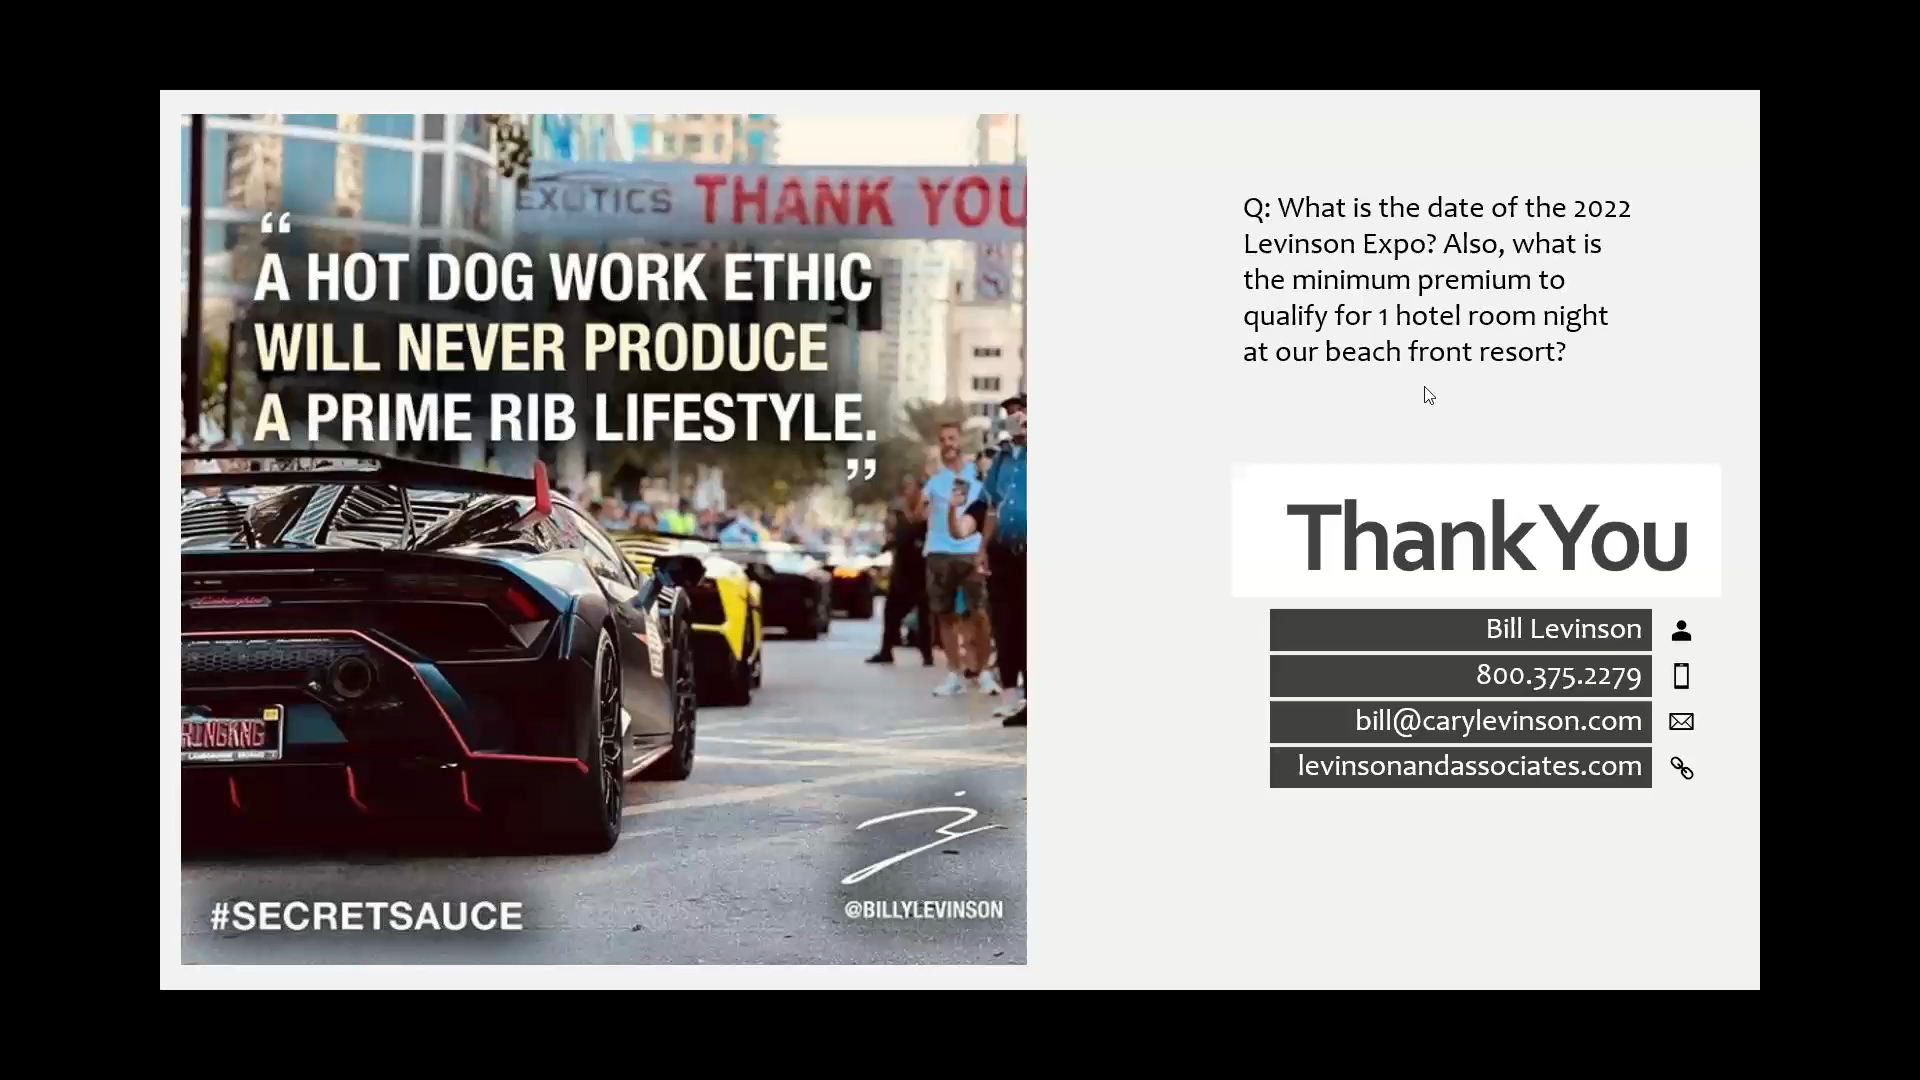 EXOTICS THANK YOU
“
A HOT DOG WORK ETHIC
WILL NEVER PRODUCE
A PRIME RIB LIFESTYLE.
”
RINGKNG
#SECRETSAUCE
@BILLYLEVINSON
Q: What is the date of the 2022
Levinson Expo? Also, what is
the minimum premium to
qualify for 1 hotel room night
at our beach front resort?
Thank You
Bill Levinson
800.375.2279
bill@carylevinson.com
levinsonandassociates.com